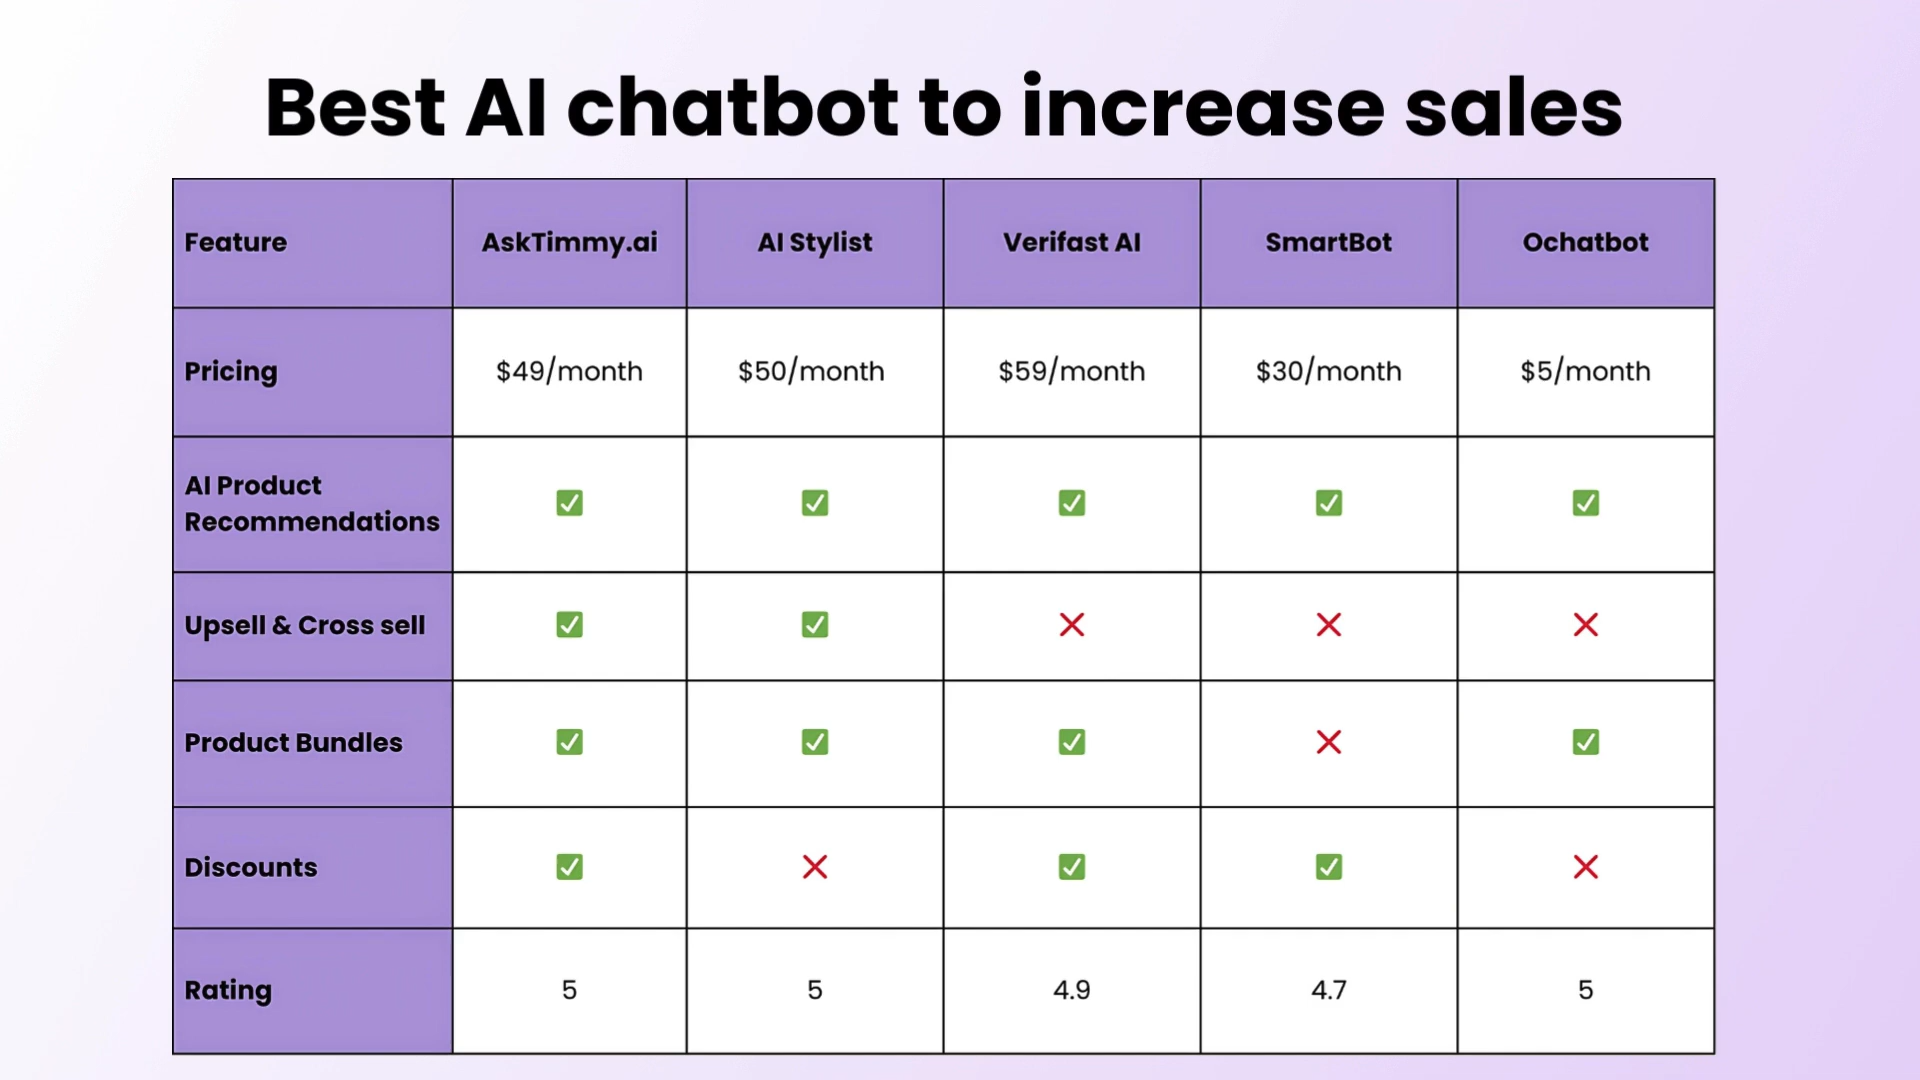 Best AI chatbot to increase sales
Feature AskTimmy.ai AI Stylist Verifast AI SmartBot Ochatbot
Pricing $49/month $50/month $59/month $30/month $5/month
AI Product
Recommendations ✅ ✅ ✅ ✅ ✅
Upsell & Cross sell ✅ ✅ ❌ ❌ ❌
Product Bundles ✅ ✅ ✅ ❌ ✅
Discounts ✅ ❌ ✅ ✅ ❌
Rating 5 5 4.9 4.7 5